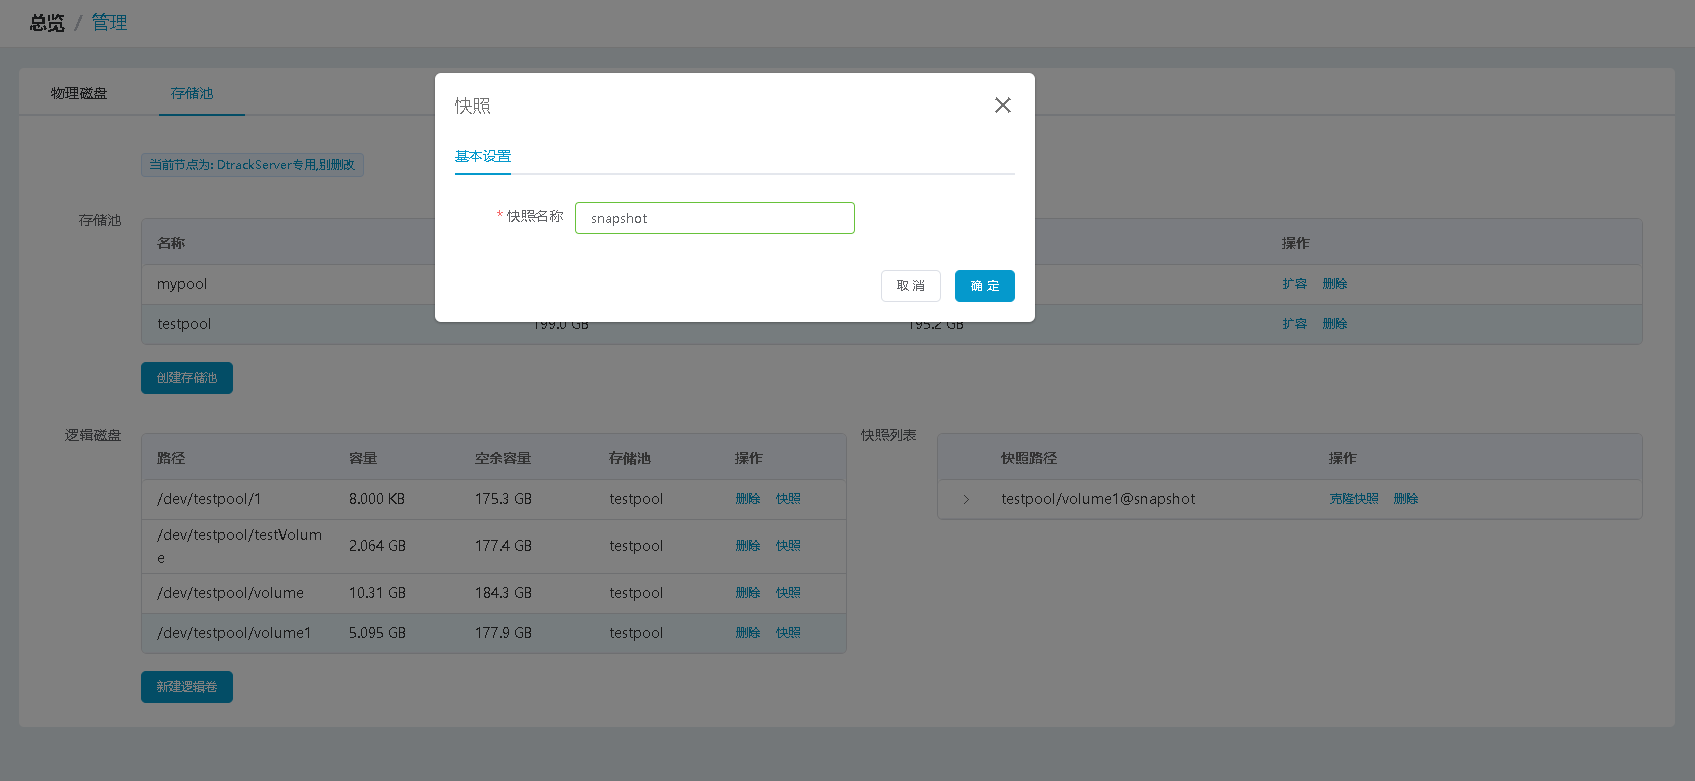 总览 / 管理
物理磁盘 存储池
快照
基本设置
当前节点为: DtrackServer专用,别删改
* 快照名称 snapshot
取 消 确 定
存储池
名称 操作
mypool 扩容 删除
testpool 199.0 GB 195.2 GB 扩容 删除
创建存储池
逻辑磁盘
路径 容量 空余容量 存储池 操作
/dev/testpool/1 8.000 KB 175.3 GB testpool 删除 快照
/dev/testpool/testVolum
e 2.064 GB 177.4 GB testpool 删除 快照
/dev/testpool/volume 10.31 GB 184.3 GB testpool 删除 快照
/dev/testpool/volume1 5.095 GB 177.9 GB testpool 删除 快照
新建逻辑卷
快照列表
快照路径 操作
testpool/volume1@snapshot 克隆快照 删除